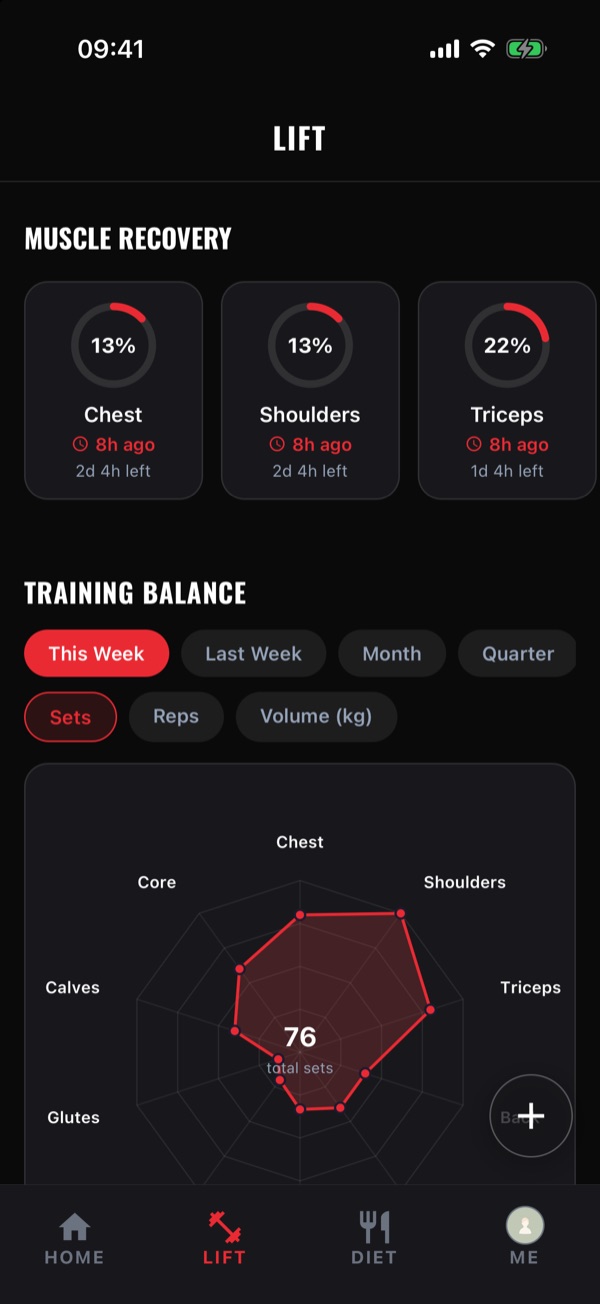 09:41
LIFT
MUSCLE RECOVERY
13%
Chest
8h ago
2d 4h left
13%
Shoulders
8h ago
2d 4h left
22%
Triceps
8h ago
1d 4h left
TRAINING BALANCE
This Week Last Week Month Quarter
Sets Reps Volume (kg)
Chest
Core Shoulders
Calves Triceps
76
total sets
Glutes
HOME LIFT DIET ME